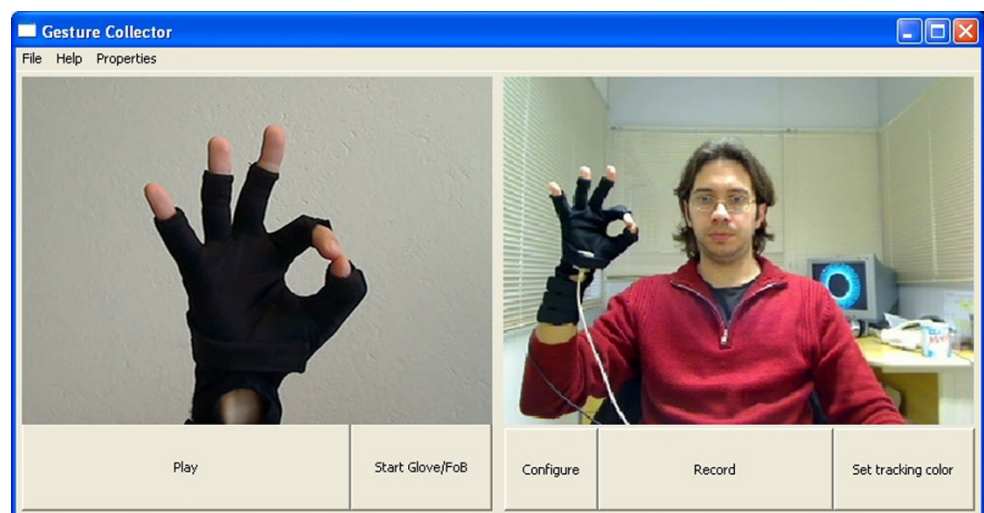 Gesture Collector
File Help Properties
Play
Start Glove/FoB
Configure
Record
Set tracking color